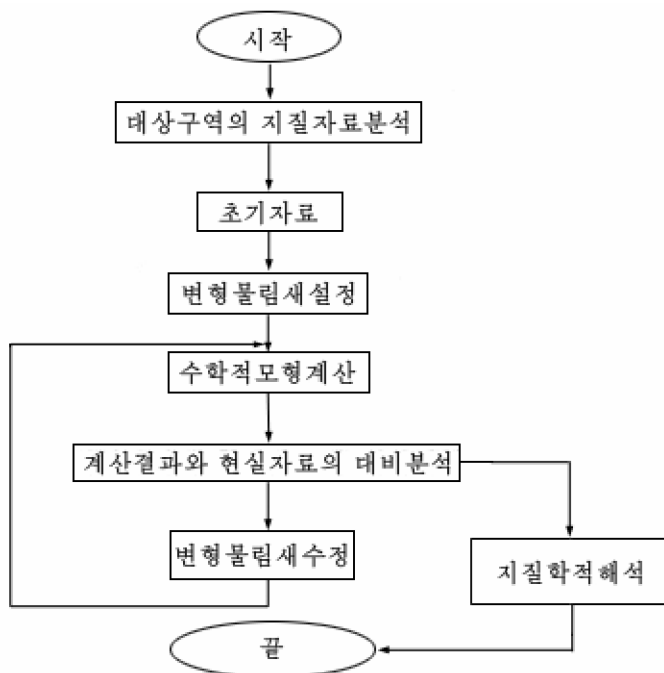 시작
대상구역의 지질자료분석
초기자료
변형물림새설정
수학적모형계산
계산결과와 현실자료의 대비분석
변형물림새수정
지질학적해석
끝